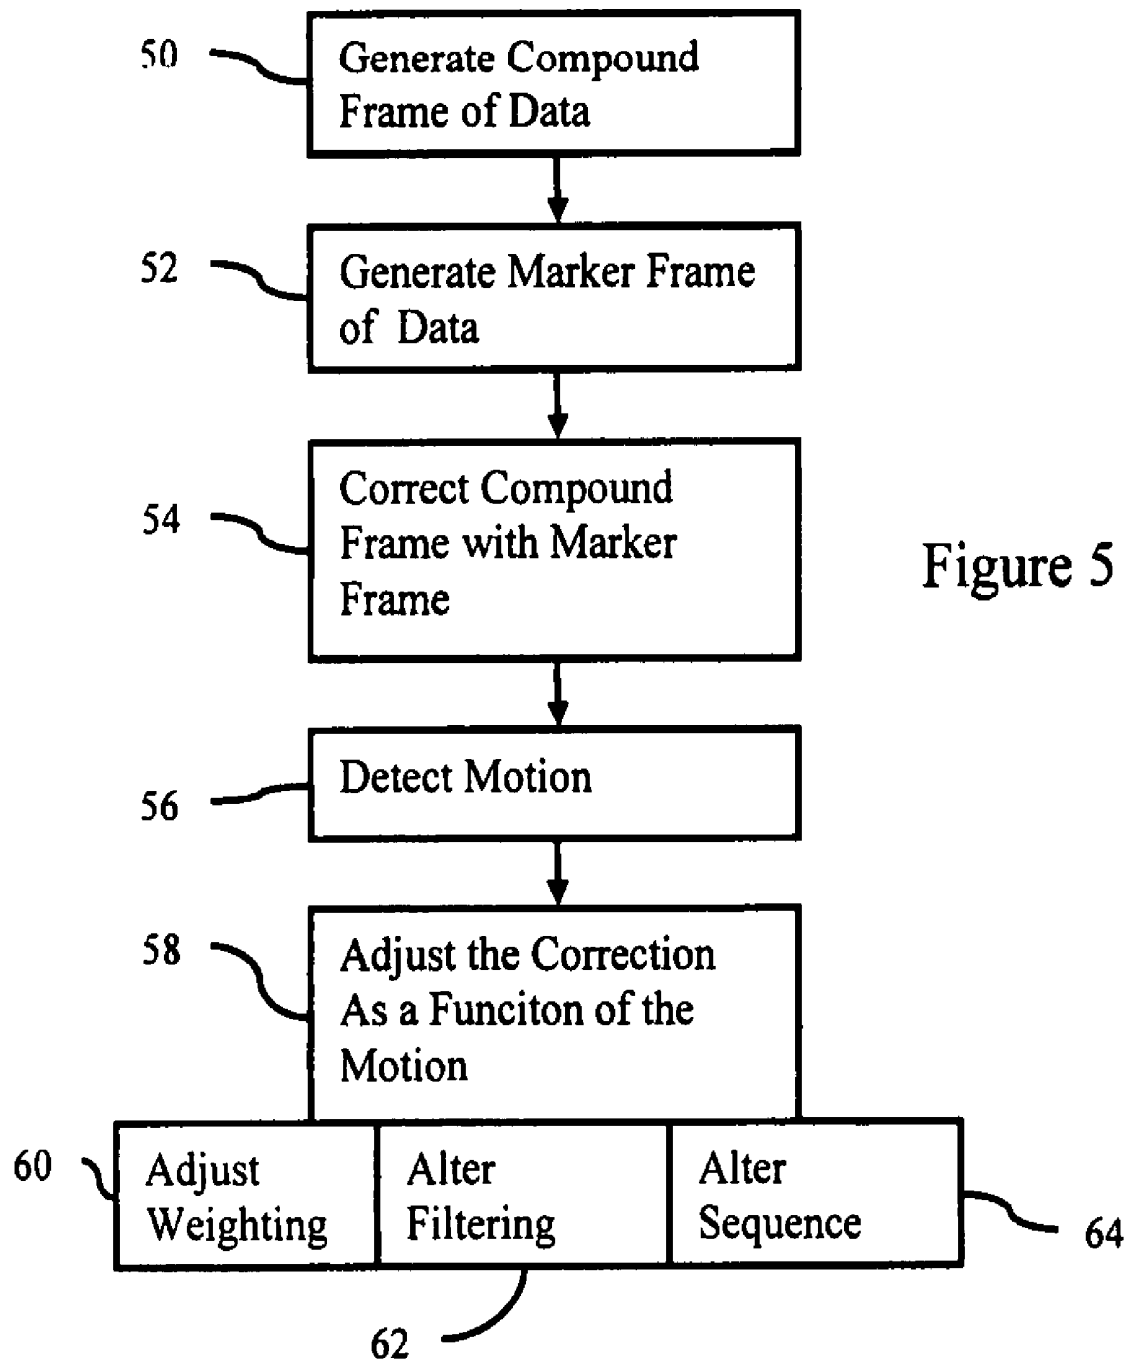 50
Generate Compound
Frame of Data
52
Generate Marker Frame
of Data
54
Correct Compound
Frame with Marker
Frame
Figure 5
56
Detect Motion
58
Adjust the Correction
As a Funciton of the
Motion
60
Adjust
Weighting
Alter
Filtering
Alter
Sequence
64
62